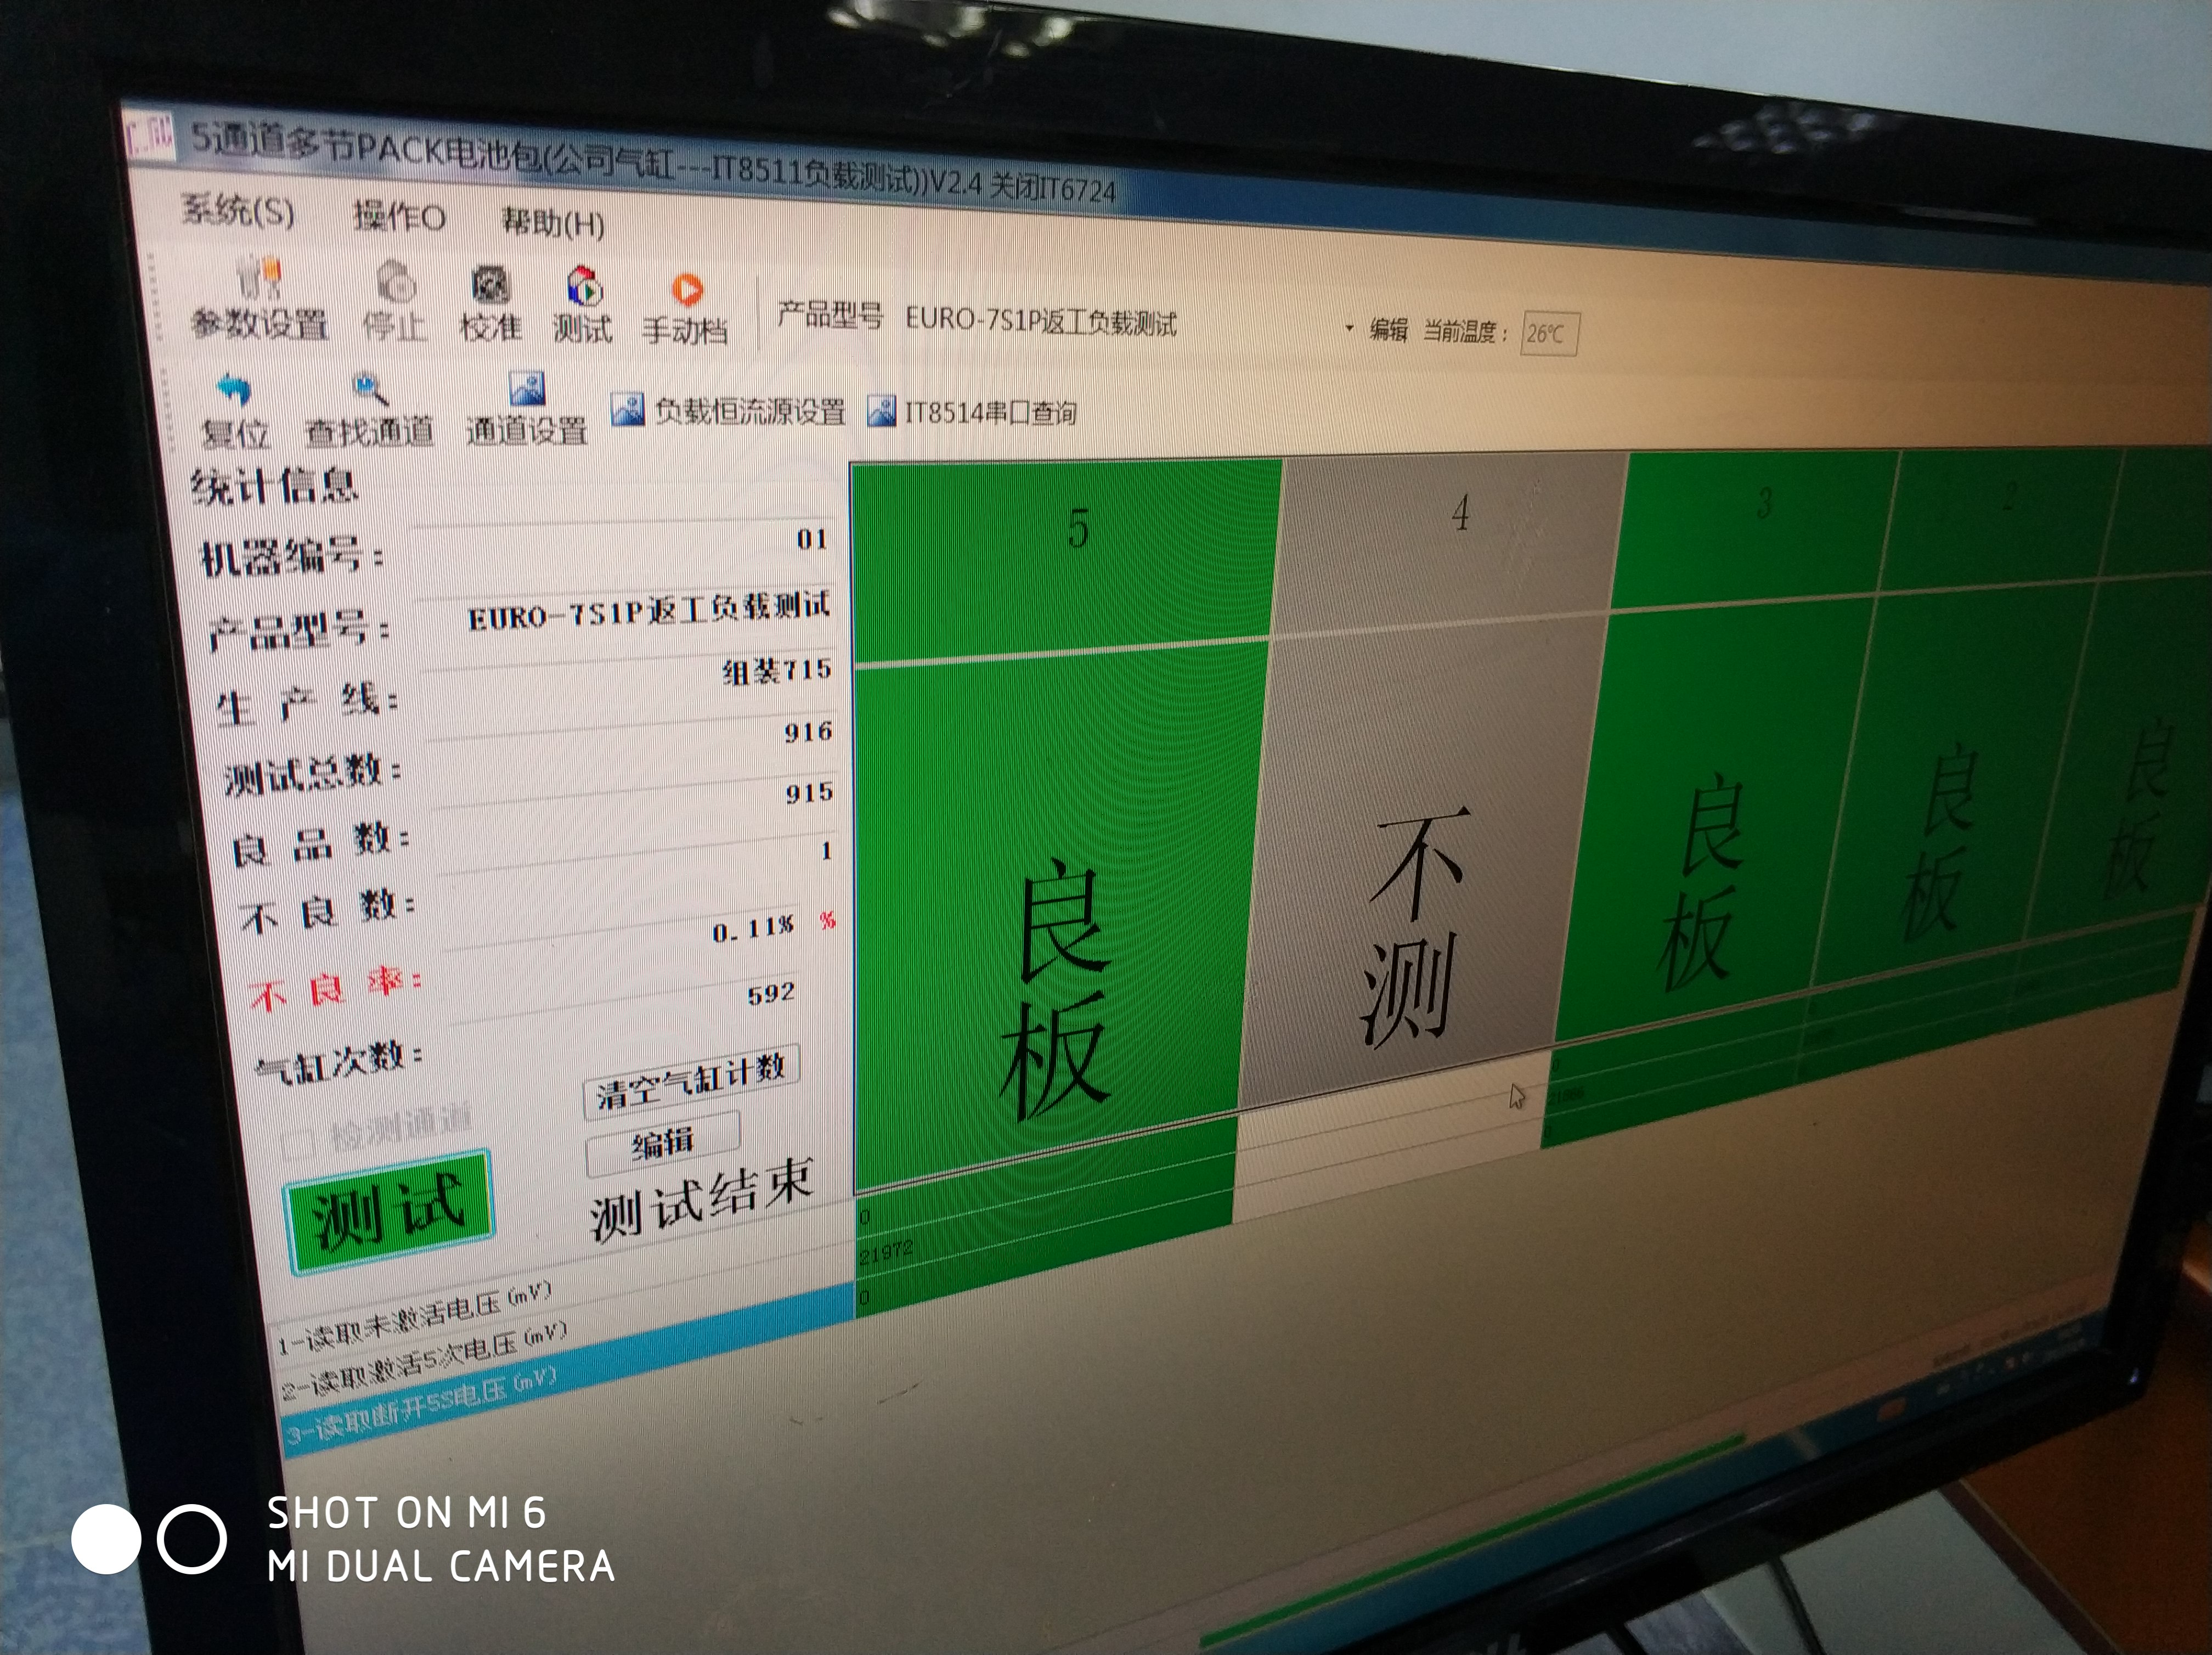 5通道多节PACK电池包(公司气缸---IT8511负载测试))V2.4 关闭IT6724
系统(S) 操作O 帮助(H)
参数设置 停止 校准 测试 手动档 产品型号 EURO-7S1P返工负载测试 编辑 当前温度： 26℃
复位 查找通道 通道设置 负载恒流源设置 IT8514串口查询
统计信息
机器编号: 01
产品型号: EURO-7S1P返工负载测试
生产线: 组装715
测试总数: 916
良品数: 915
不良数: 1
不良率: 0.11% %
气缸次数: 592
检测通道
清空气缸计数
编辑
测试
测试结束
5 4 3 2
良板 不测 良板 良板 良板
1-读取未激活电压(mV) 0
2-读取激活5次电压(mV) 21972
3-读取断开5S电压(mV) 0
SHOT ON MI 6
MI DUAL CAMERA